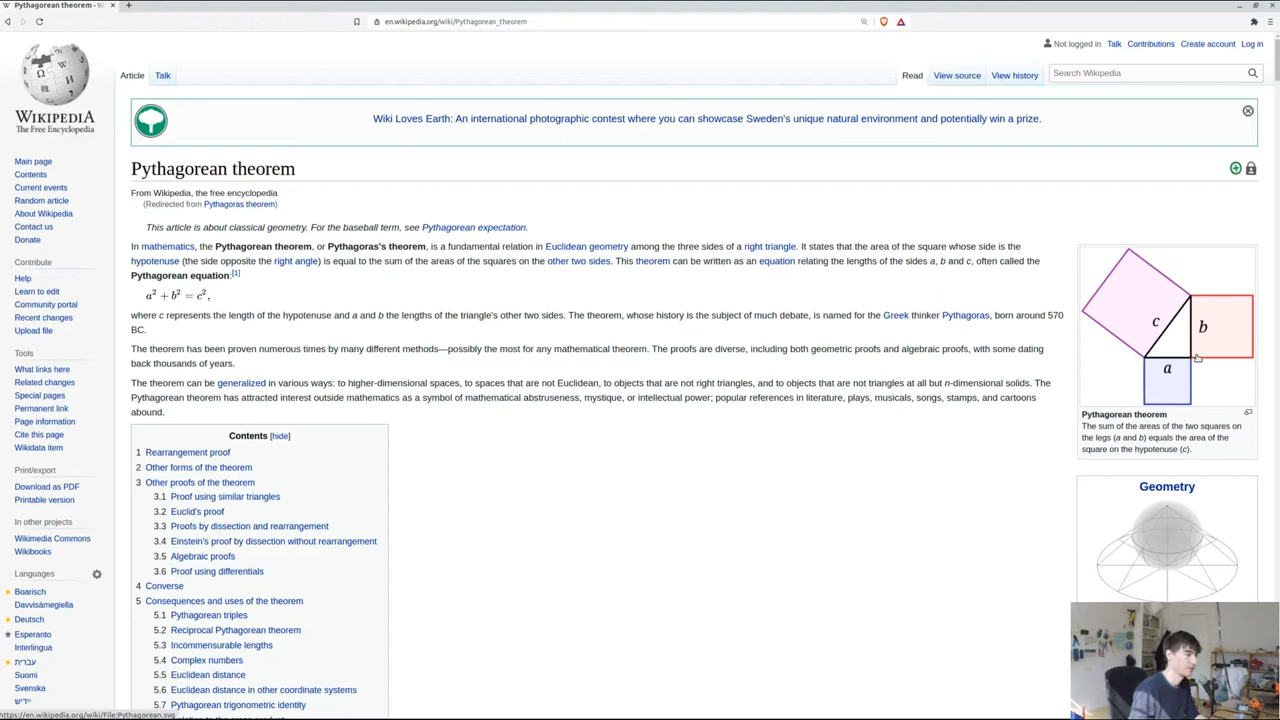 Pythagorean theorem - W
en.wikipedia.org/wiki/Pythagorean_theorem
Not logged in Talk Contributions Create account Log in
Article Talk Read View source View history Search Wikipedia
WIKIPEDIA
The Free Encyclopedia
Main page
Contents
Current events
Random article
About Wikipedia
Contact us
Donate
Contribute
Help
Learn to edit
Community portal
Recent changes
Upload file
Tools
What links here
Related changes
Special pages
Permanent link
Page information
Cite this page
Wikidata item
Print/export
Download as PDF
Printable version
In other projects
Wikimedia Commons
Wikibooks
Languages
Boarisch
Davvisámegiella
Deutsch
Esperanto
Interlingua
עברית
Suomi
Svenska
ייִדיש
https://en.wikipedia.org/wiki/File:Pythagorean.svg
Wiki Loves Earth: An international photographic contest where you can showcase Sweden's unique natural environment and potentially win a prize.
Pythagorean theorem
From Wikipedia, the free encyclopedia
(Redirected from Pythagoras theorem)
This article is about classical geometry. For the baseball term, see Pythagorean expectation.
In mathematics, the Pythagorean theorem, or Pythagoras's theorem, is a fundamental relation in Euclidean geometry among the three sides of a right triangle. It states that the area of the square whose side is the
hypotenuse (the side opposite the right angle) is equal to the sum of the areas of the squares on the other two sides. This theorem can be written as an equation relating the lengths of the sides a, b and c, often called the
Pythagorean equation:[1]
a² + b² = c²,
where c represents the length of the hypotenuse and a and b the lengths of the triangle's other two sides. The theorem, whose history is the subject of much debate, is named for the Greek thinker Pythagoras, born around 570
BC.
The theorem has been proven numerous times by many different methods—possibly the most for any mathematical theorem. The proofs are diverse, including both geometric proofs and algebraic proofs, with some dating
back thousands of years.
The theorem can be generalized in various ways: to higher-dimensional spaces, to spaces that are not Euclidean, to objects that are not right triangles, and to objects that are not triangles at all but n-dimensional solids. The
Pythagorean theorem has attracted interest outside mathematics as a symbol of mathematical abstruseness, mystique, or intellectual power; popular references in literature, plays, musicals, songs, stamps, and cartoons
abound.
Contents [hide]
1 Rearrangement proof
2 Other forms of the theorem
3 Other proofs of the theorem
3.1 Proof using similar triangles
3.2 Euclid's proof
3.3 Proofs by dissection and rearrangement
3.4 Einstein's proof by dissection without rearrangement
3.5 Algebraic proofs
3.6 Proof using differentials
4 Converse
5 Consequences and uses of the theorem
5.1 Pythagorean triples
5.2 Reciprocal Pythagorean theorem
5.3 Incommensurable lengths
5.4 Complex numbers
5.5 Euclidean distance
5.6 Euclidean distance in other coordinate systems
5.7 Pythagorean trigonometric identity
c
b
a
Pythagorean theorem
The sum of the areas of the two squares on
the legs (a and b) equals the area of the
square on the hypotenuse (c).
Geometry